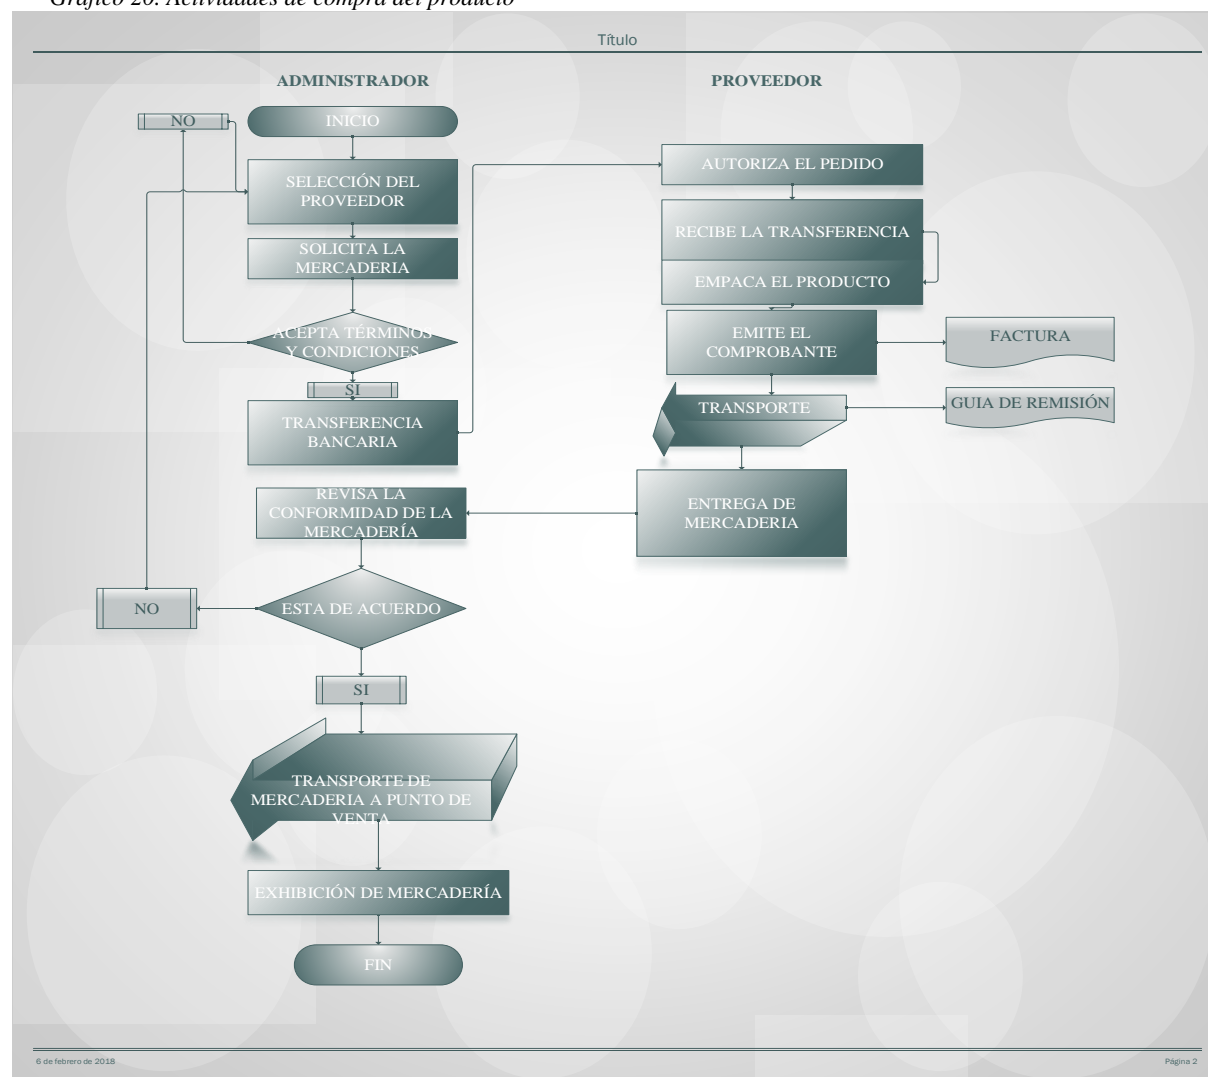 Gráfico 20. Actividades de compra del producto
Título
ADMINISTRADOR
PROVEEDOR
NO
INICIO
SELECCIÓN DEL
PROVEEDOR
SOLICITA LA
MERCADERIA
ACEPTA TÉRMINOS
Y CONDICIONES
SI
TRANSFERENCIA
BANCARIA
AUTORIZA EL PEDIDO
RECIBE LA TRANSFERENCIA
EMPACA EL PRODUCTO
EMITE EL
COMPROBANTE
FACTURA
TRANSPORTE
GUIA DE REMISIÓN
ENTREGA DE
MERCADERIA
REVISA LA
CONFORMIDAD DE LA
MERCADERÍA
ESTA DE ACUERDO
NO
SI
TRANSPORTE DE
MERCADERIA A PUNTO DE
VENTA
EXHIBICIÓN DE MERCADERÍA
FIN
6 de febrero de 2018
Página 2